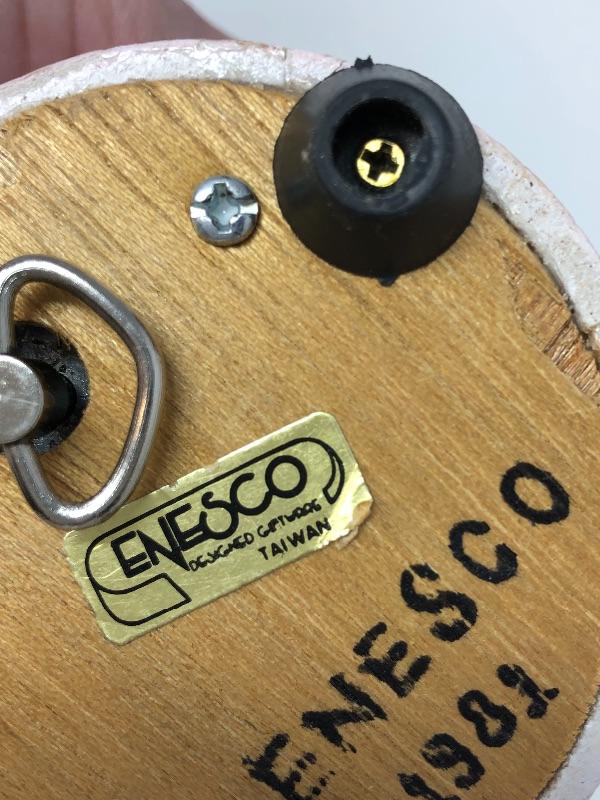 ENESCO
DESIGNED GIFTWARE
TAIWAN
ENESCO
1982